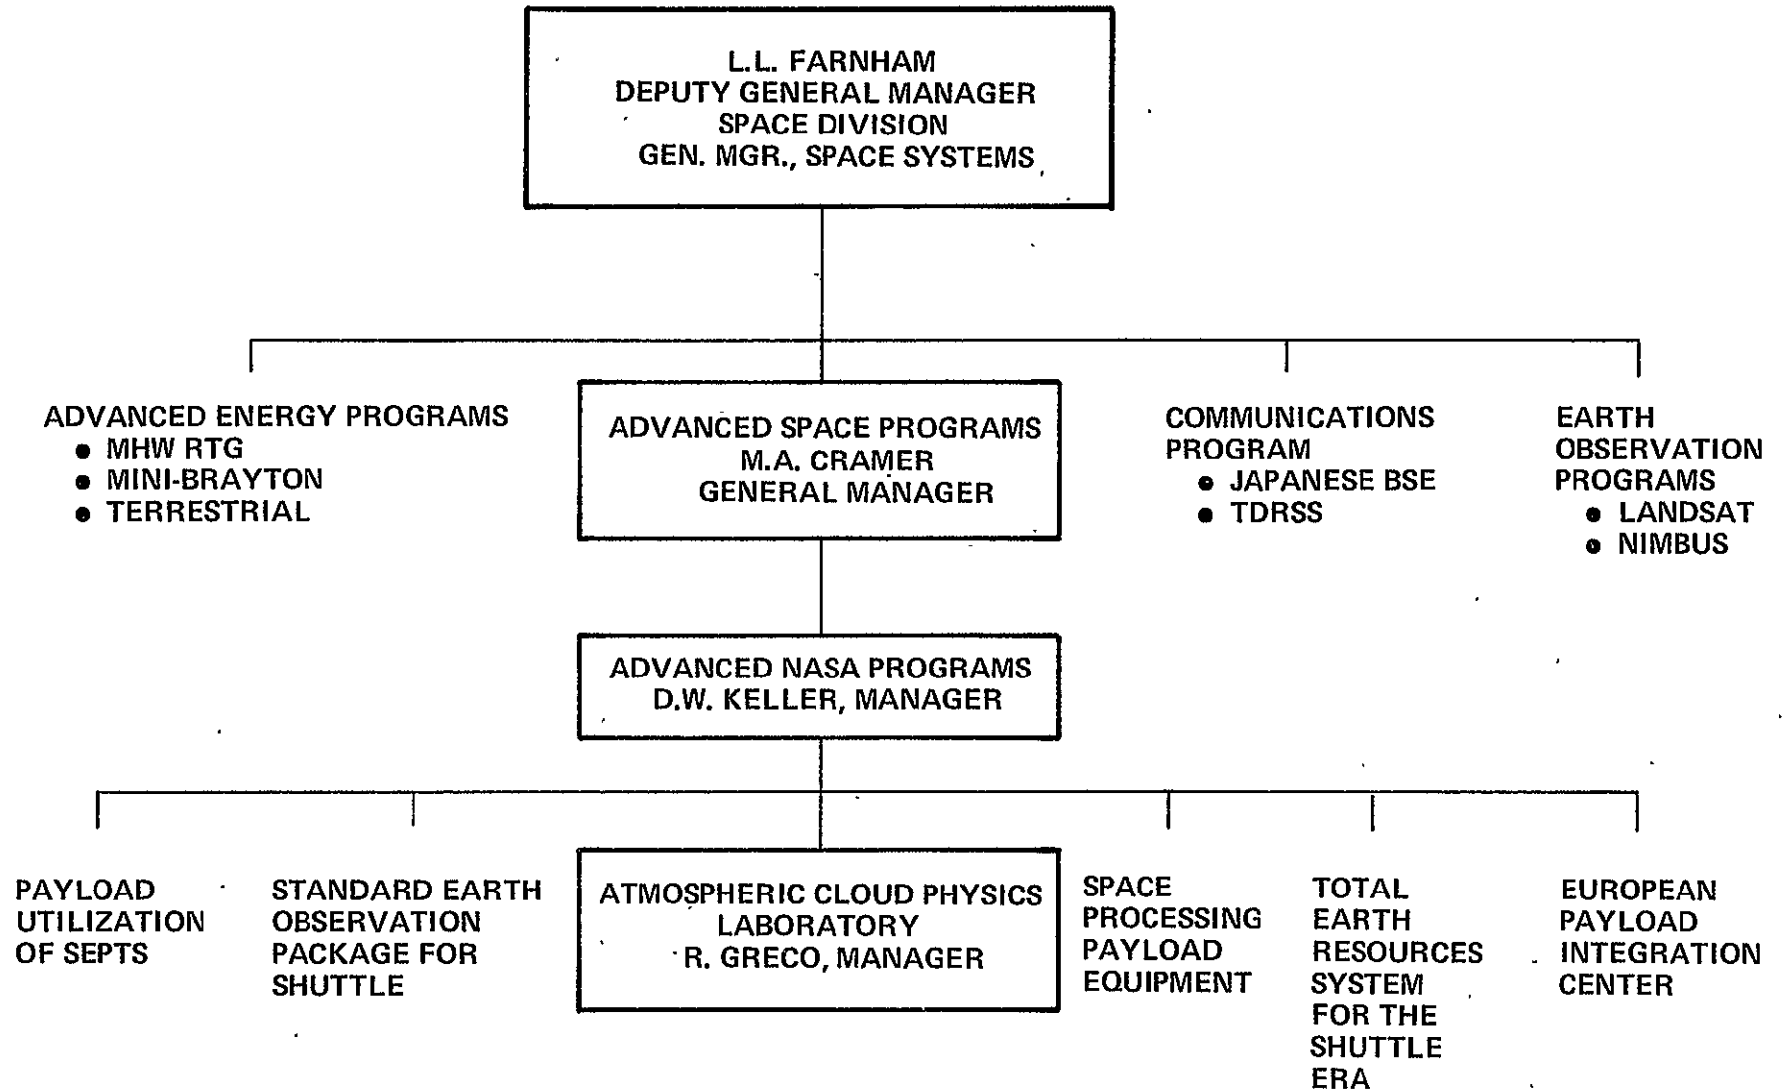 L.L. FARNHAM
DEPUTY GENERAL MANAGER
SPACE DIVISION
GEN. MGR., SPACE SYSTEMS
ADVANCED ENERGY PROGRAMS
● MHW RTG
● MINI-BRAYTON
● TERRESTRIAL
ADVANCED SPACE PROGRAMS
M.A. CRAMER
GENERAL MANAGER
COMMUNICATIONS
PROGRAM
● JAPANESE BSE
● TDRSS
EARTH
OBSERVATION
PROGRAMS
● LANDSAT
● NIMBUS
ADVANCED NASA PROGRAMS
D.W. KELLER, MANAGER
PAYLOAD
UTILIZATION
OF SEPTS
STANDARD EARTH
OBSERVATION
PACKAGE FOR
SHUTTLE
ATMOSPHERIC CLOUD PHYSICS
LABORATORY
R. GRECO, MANAGER
SPACE
PROCESSING
PAYLOAD
EQUIPMENT
TOTAL
EARTH
RESOURCES
SYSTEM
FOR THE
SHUTTLE
ERA
EUROPEAN
PAYLOAD
INTEGRATION
CENTER